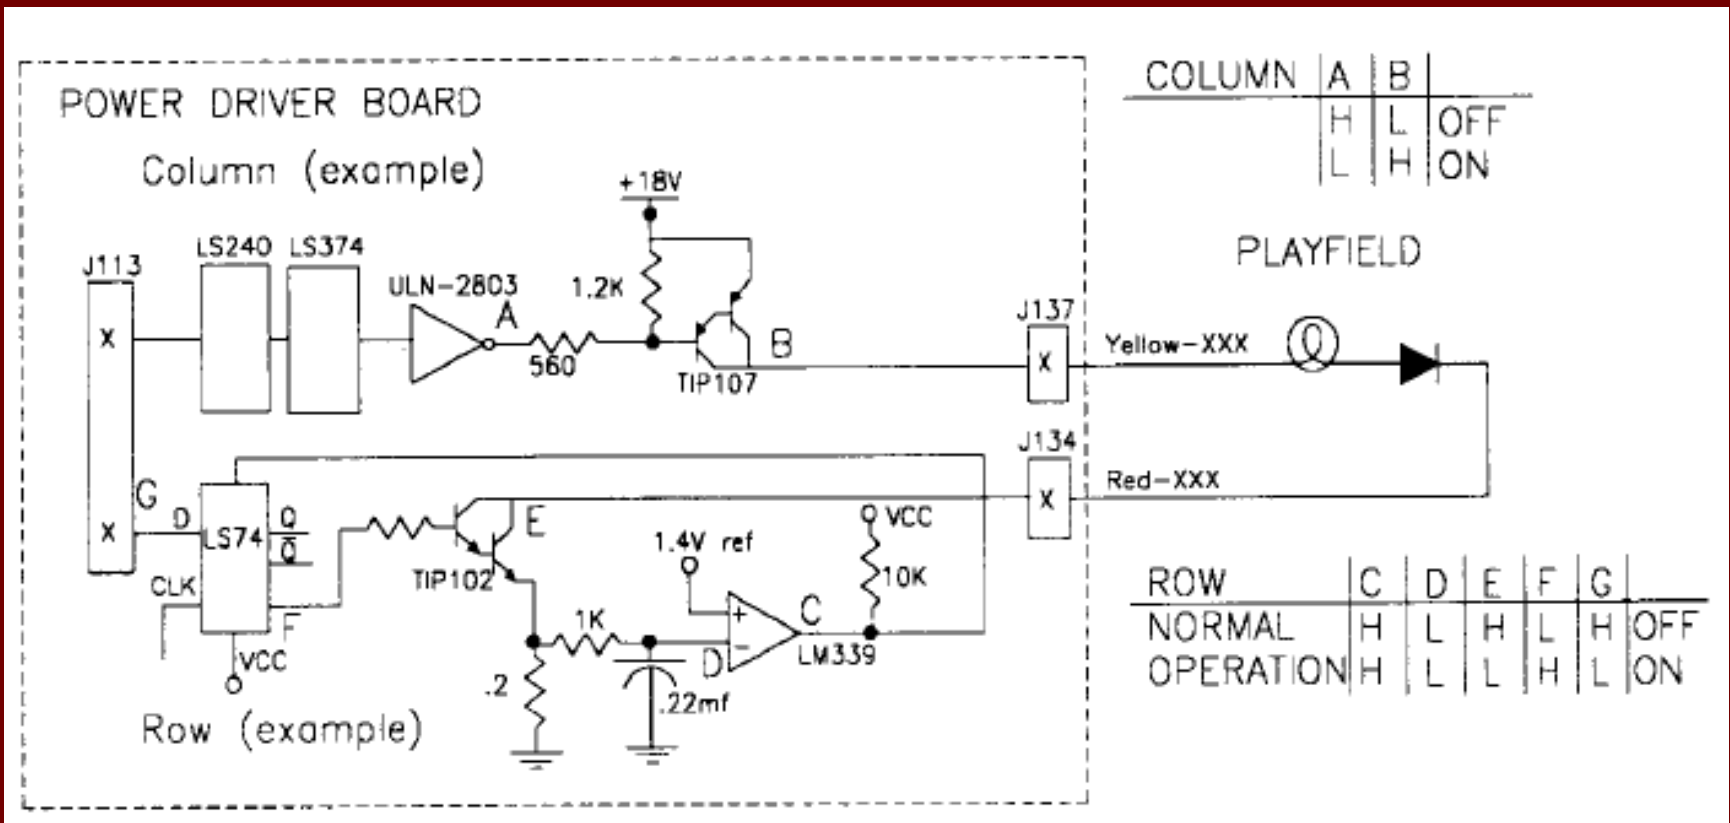 POWER DRIVER BOARD
Column (example)
J113
X
LS240
LS374
ULN-2803
A
560
+18V
1.2K
TIP107
B
J137
X
Yellow-XXX
COLUMN A B
H L OFF
L H ON
PLAYFIELD
J134
X
Red-XXX
G
X
D
LS74
Q
Q̅
CLK
F
VCC
TIP102
E
1.4V ref
VCC
10K
1K
+
-
C
D
LM339
.2
.22mf
Row (example)
ROW C D E F G
NORMAL H L H L H OFF
OPERATION H L L H L ON